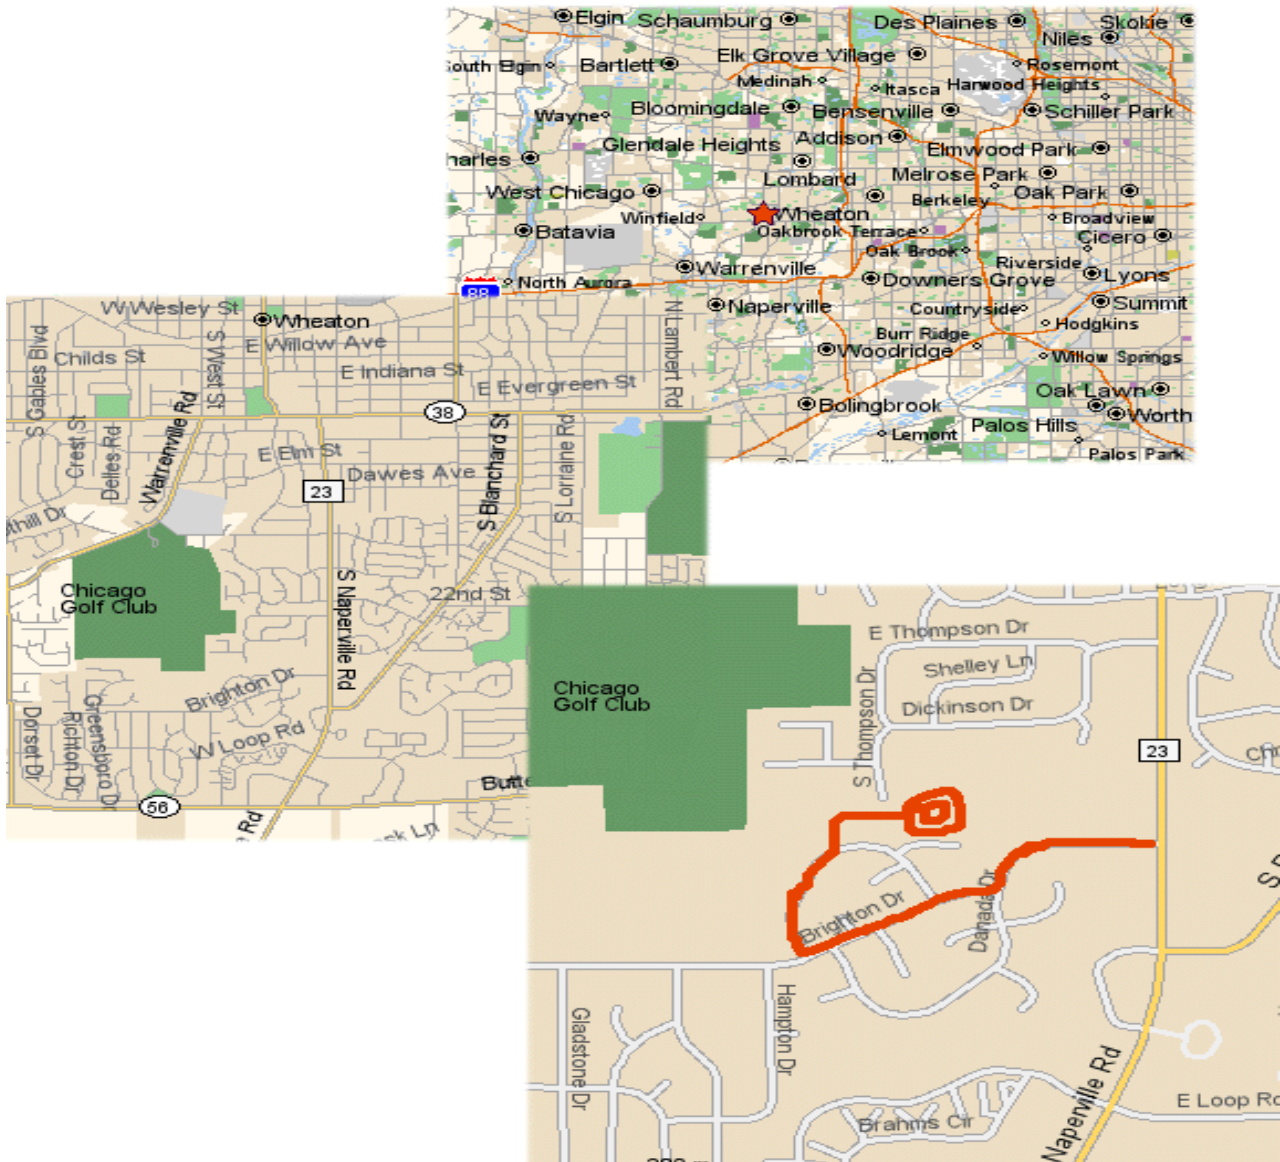 Elgin
Schaumburg
Des Plaines
Skokie
Niles
South Elgin
Bartlett
Elk Grove Village
Rosemont
Medinah
Itasca
Harwood Heights
Wayne
Bloomingdale
Bensenville
Schiller Park
Glendale Heights
Addison
Elmwood Park
harles
Lombard
Melrose Park
West Chicago
Berkeley
Oak Park
Winfield
Wheaton
Broadview
Batavia
Oakbrook Terrace
Cicero
Oak Brook
Riverside
Warrenville
Lyons
North Aurora
Downers Grove
88
Naperville
Countryside
Summit
Burr Ridge
Hodgkins
Woodridge
Willow Springs
Oak Lawn
Bolingbrook
Worth
Lemont
Palos Hills
Palos Park
W Wesley St
Wheaton
S Gables Blvd
S West St
E Willow Ave
N Lambert Rd
Childs St
E Indiana St
E Evergreen St
38
Crest St
Delles Rd
Warrenville Rd
E Elm St
Dawes Ave
S Blanchard St
S Lorraine Rd
23
thill Dr
Chicago
Golf Club
S Naperville Rd
22nd St
Brighton Dr
Dorset Dr
Richton Dr
Greensboro Dr
W Loop Rd
Butte
56
e Rd
sk Ln
E Thompson Dr
Shelley Ln
Chicago
Golf Club
S Thompson Dr
Dickinson Dr
23
Chr
Brighton Dr
Danada Dr
Hampton Dr
Gladstone Dr
Naperville Rd
E Loop Rd
Brahms Cir